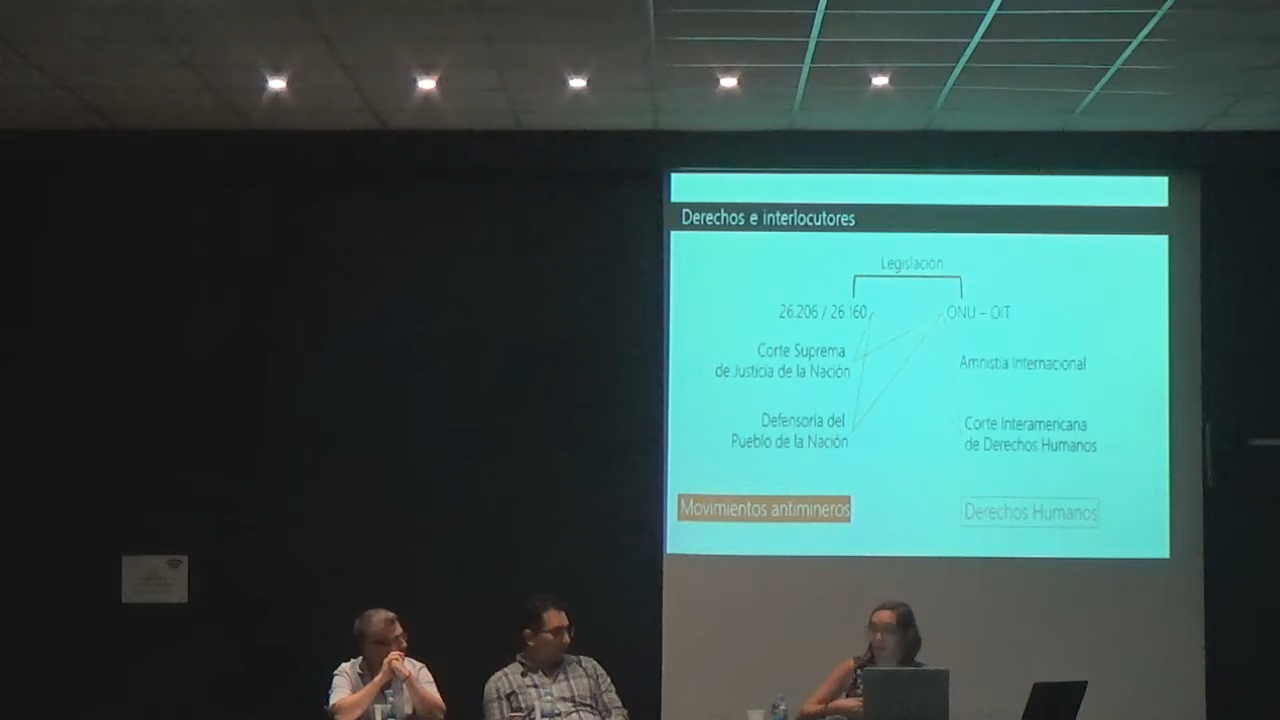 Derechos e interlocutores
Legislación
26.206 / 26.160
ONU – OIT
Corte Suprema
de Justicia de la Nación
Amnistía Internacional
Defensoría del
Pueblo de la Nación
Corte Interamericana
de Derechos Humanos
Movimientos antimineros
Derechos Humanos